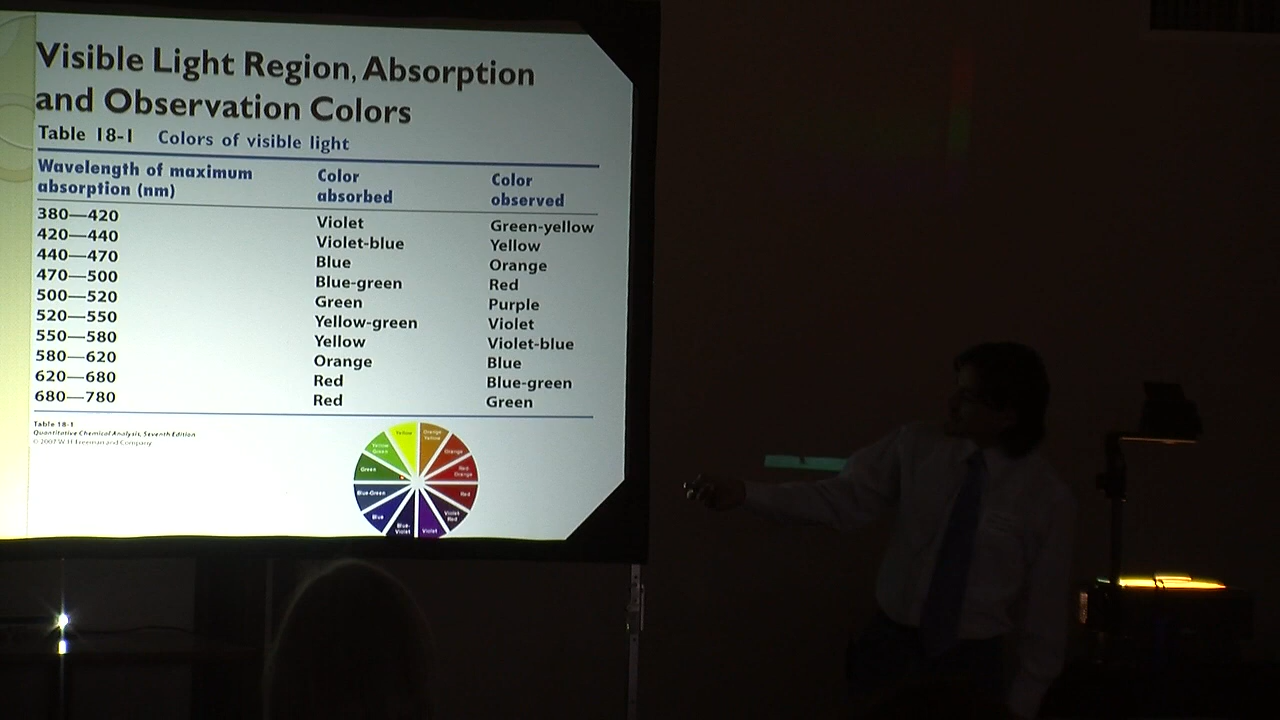 Visible Light Region, Absorption
and Observation Colors
Table 18-1 Colors of visible light
Wavelength of maximum absorption (nm) Color absorbed Color observed
380—420 Violet Green-yellow
420—440 Violet-blue Yellow
440—470 Blue Orange
470—500 Blue-green Red
500—520 Green Purple
520—550 Yellow-green Violet
550—580 Yellow Violet-blue
580—620 Orange Blue
620—680 Red Blue-green
680—780 Red Green
Table 18-1
Quantitative Chemical Analysis, Seventh Edition
© 2007 W.H. Freeman and Company
Yellow
Orange Yellow
Yellow Green
Orange
Green
Red Orange
Blue-Green
Red
Blue
Violet Red
Blue-Violet
Violet